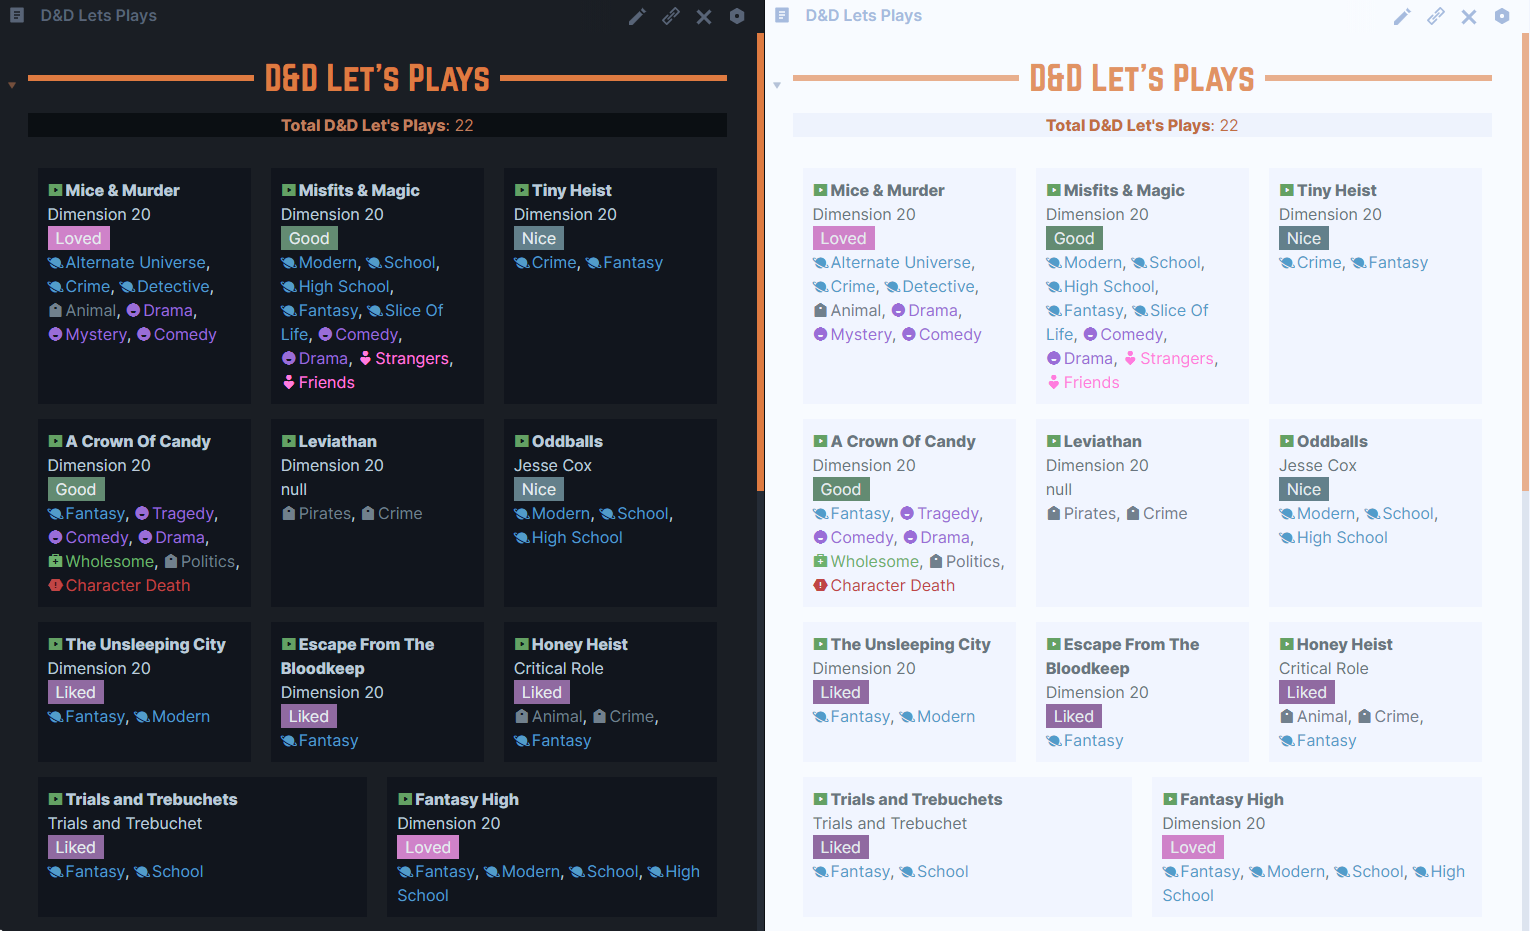 D&D Lets Plays
D&D Let's Plays
Total D&D Let's Plays: 22
Mice & Murder
Dimension 20
Loved
Alternate Universe,
Crime, Detective,
Animal, Drama,
Mystery, Comedy
Misfits & Magic
Dimension 20
Good
Modern, School,
High School,
Fantasy, Slice Of
Life, Comedy,
Drama, Strangers,
Friends
Tiny Heist
Dimension 20
Nice
Crime, Fantasy
A Crown Of Candy
Dimension 20
Good
Fantasy, Tragedy,
Comedy, Drama,
Wholesome, Politics,
Character Death
Leviathan
Dimension 20
null
Pirates, Crime
Oddballs
Jesse Cox
Nice
Modern, School,
High School
The Unsleeping City
Dimension 20
Liked
Fantasy, Modern
Escape From The
Bloodkeep
Dimension 20
Liked
Fantasy
Honey Heist
Critical Role
Liked
Animal, Crime,
Fantasy
Trials and Trebuchets
Trials and Trebuchet
Liked
Fantasy, School
Fantasy High
Dimension 20
Loved
Fantasy, Modern, School, High
School
D&D Lets Plays
D&D Let's Plays
Total D&D Let's Plays: 22
Mice & Murder
Dimension 20
Loved
Alternate Universe,
Crime, Detective,
Animal, Drama,
Mystery, Comedy
Misfits & Magic
Dimension 20
Good
Modern, School,
High School,
Fantasy, Slice Of
Life, Comedy,
Drama, Strangers,
Friends
Tiny Heist
Dimension 20
Nice
Crime, Fantasy
A Crown Of Candy
Dimension 20
Good
Fantasy, Tragedy,
Comedy, Drama,
Wholesome, Politics,
Character Death
Leviathan
Dimension 20
null
Pirates, Crime
Oddballs
Jesse Cox
Nice
Modern, School,
High School
The Unsleeping City
Dimension 20
Liked
Fantasy, Modern
Escape From The
Bloodkeep
Dimension 20
Liked
Fantasy
Honey Heist
Critical Role
Liked
Animal, Crime,
Fantasy
Trials and Trebuchets
Trials and Trebuchet
Liked
Fantasy, School
Fantasy High
Dimension 20
Loved
Fantasy, Modern, School, High
School